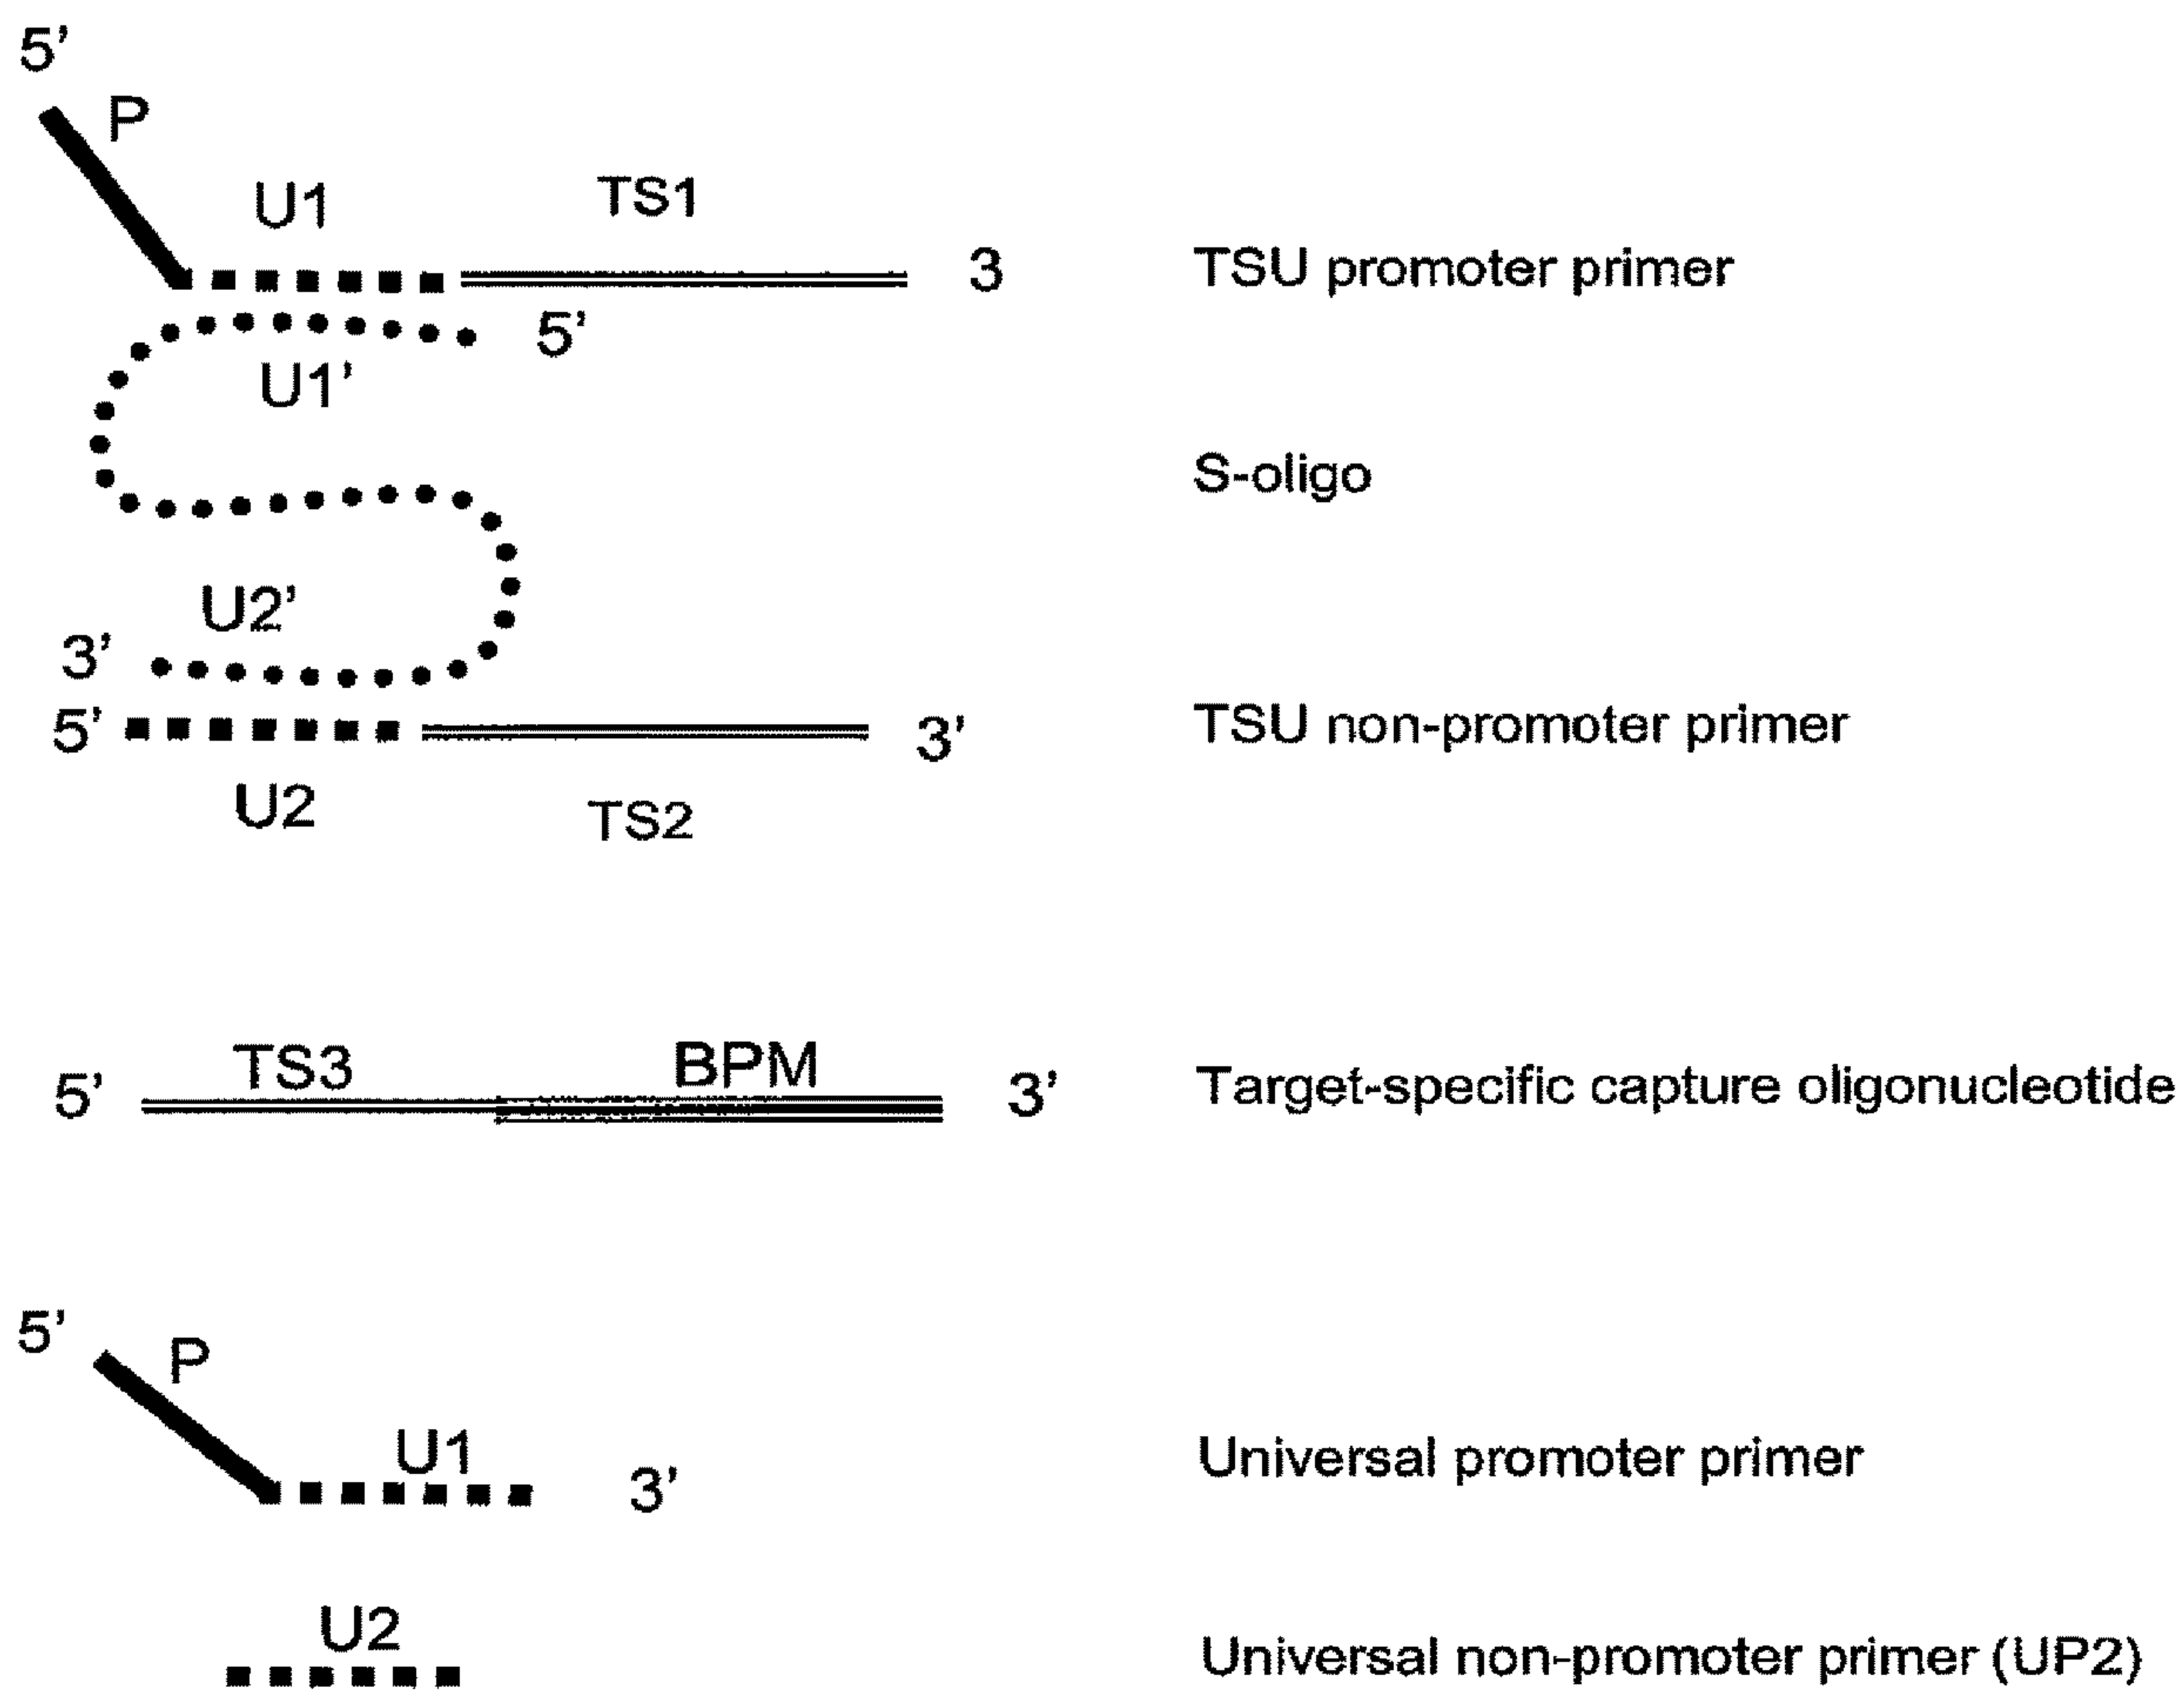 5’
P
U1
TS1
3
TSU promoter primer
5’
U1’
S-oligo
U2’
3’
5’
3’
TSU non-promoter primer
U2
TS2
TS3
BPM
5’
3’
Target-specific capture oligonucleotide
5’
P
U1
3’
Universal promoter primer
U2
Universal non-promoter primer (UP2)